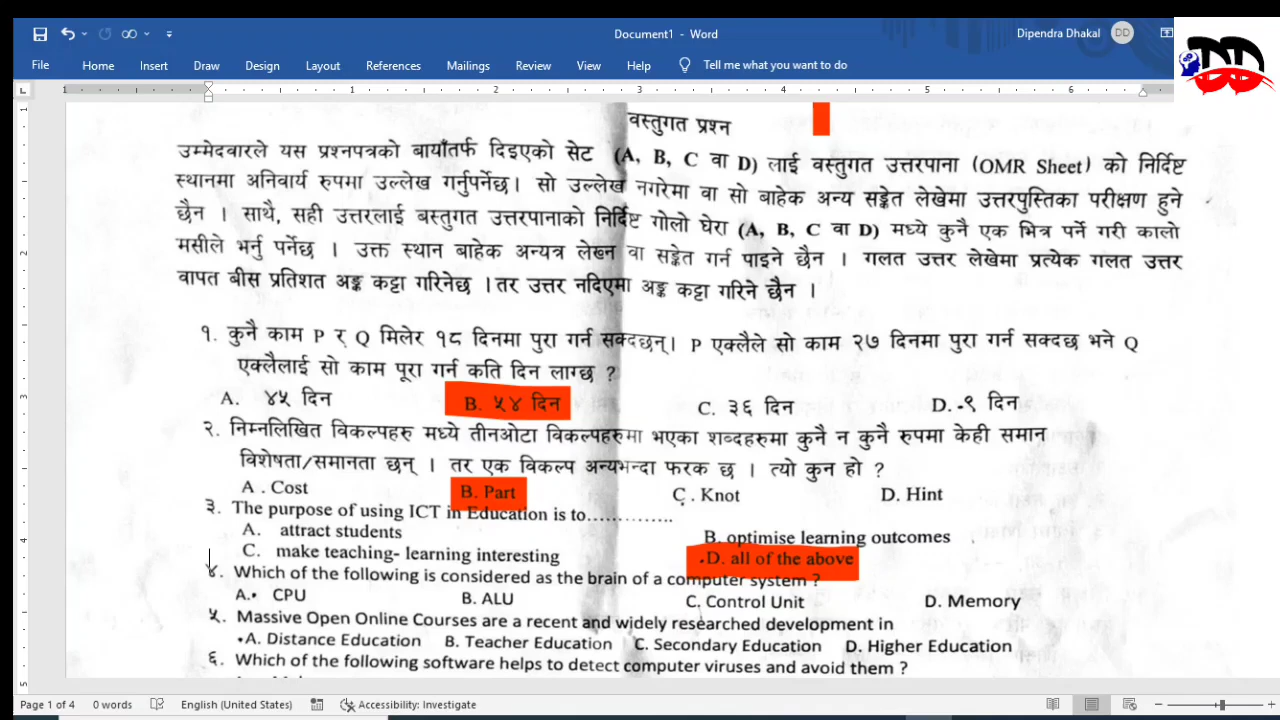 Document1 - Word
Dipendra Dhakal DD
File Home Insert Draw Design Layout References Mailings Review View Help Tell me what you want to do
DD
L 1 1 2 3 4 5 6
वस्तुगत प्रश्न
उम्मेदवारले यस प्रश्नपत्रको बायाँतर्फ दिइएको सेट (A, B, C वा D) लाई वस्तुगत उत्तरपाना (OMR Sheet) को निर्दिष्ट
स्थानमा अनिवार्य रुपमा उल्लेख गर्नुपर्नेछ। सो उल्लेख नगरेमा वा सो बाहेक अन्य सङ्केत लेखेमा उत्तरपुस्तिका परीक्षण हुने
छैन । साथै, सही उत्तरलाई बस्तुगत उत्तरपानाको निर्दिष्ट गोलो घेरा (A, B, C वा D) मध्ये कुनै एक भित्र पर्ने गरी कालो
मसीले भर्नु पर्नेछ । उक्त स्थान बाहेक अन्यत्र लेख्न वा सङ्केत गर्न पाइने छैन । गलत उत्तर लेखेमा प्रत्येक गलत उत्तर
वापत बीस प्रतिशत अङ्क कट्टा गरिनेछ । तर उत्तर नदिएमा अङ्क कट्टा गरिने छैन ।
१. कुनै काम P र Q मिलेर १८ दिनमा पुरा गर्न सक्दछन्। P एक्लैले सो काम २७ दिनमा पुरा गर्न सक्दछ भने Q
एक्लैलाई सो काम पूरा गर्न कति दिन लाग्छ ?
A. ४५ दिन B. ५४ दिन C. ३६ दिन D. ९ दिन
२. निम्नलिखित विकल्पहरु मध्ये तीनओटा विकल्पहरुमा भएका शब्दहरुमा कुनै न कुनै रुपमा केही समान
विशेषता/समानता छन् । तर एक विकल्प अन्यभन्दा फरक छ । त्यो कुन हो ?
A . Cost B. Part C. Knot D. Hint
३. The purpose of using ICT in Education is to..............
A. attract students B. optimise learning outcomes
C. make teaching- learning interesting D. all of the above
४. Which of the following is considered as the brain of a computer system ?
A. CPU B. ALU C. Control Unit D. Memory
५. Massive Open Online Courses are a recent and widely researched development in
A. Distance Education B. Teacher Education C. Secondary Education D. Higher Education
६. Which of the following software helps to detect computer viruses and avoid them ?
Page 1 of 4 0 words English (United States) Accessibility: Investigate